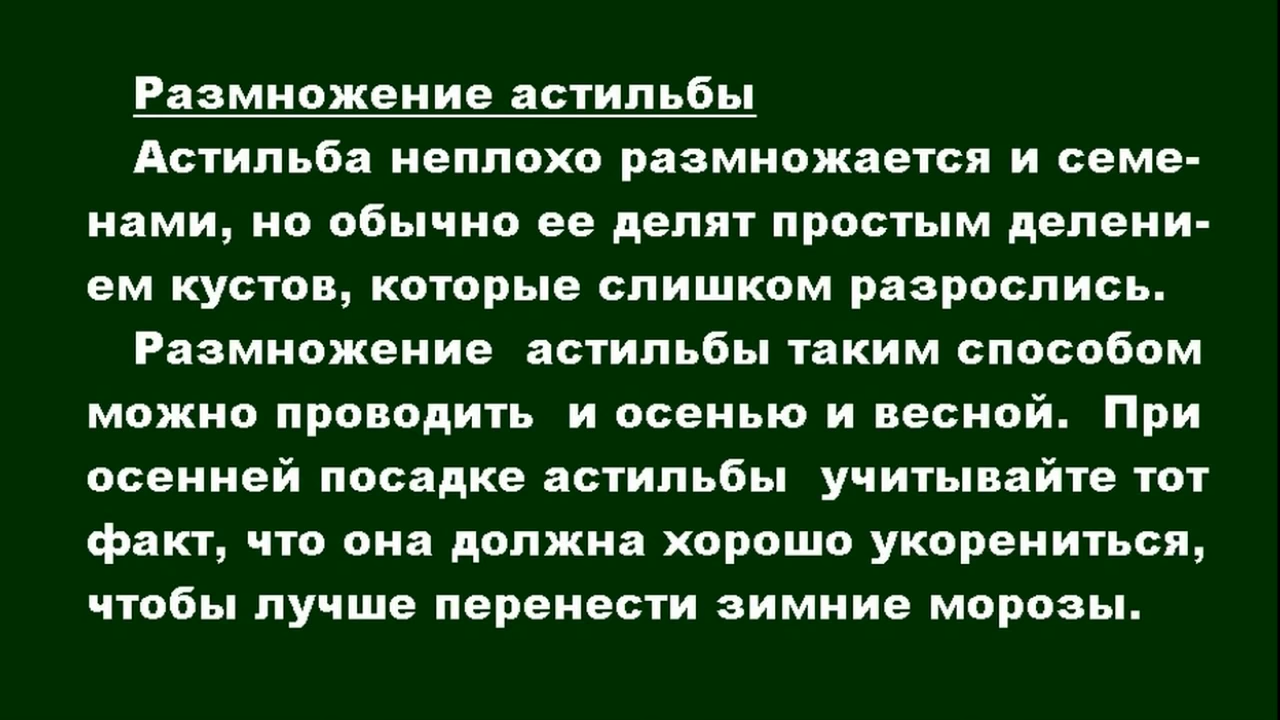 Размножение астильбы
Астильба неплохо размножается и семе-
нами, но обычно ее делят простым делени-
ем кустов, которые слишком разрослись.
Размножение астильбы таким способом
можно проводить и осенью и весной. При
осенней посадке астильбы учитывайте тот
факт, что она должна хорошо укорениться,
чтобы лучше перенести зимние морозы.